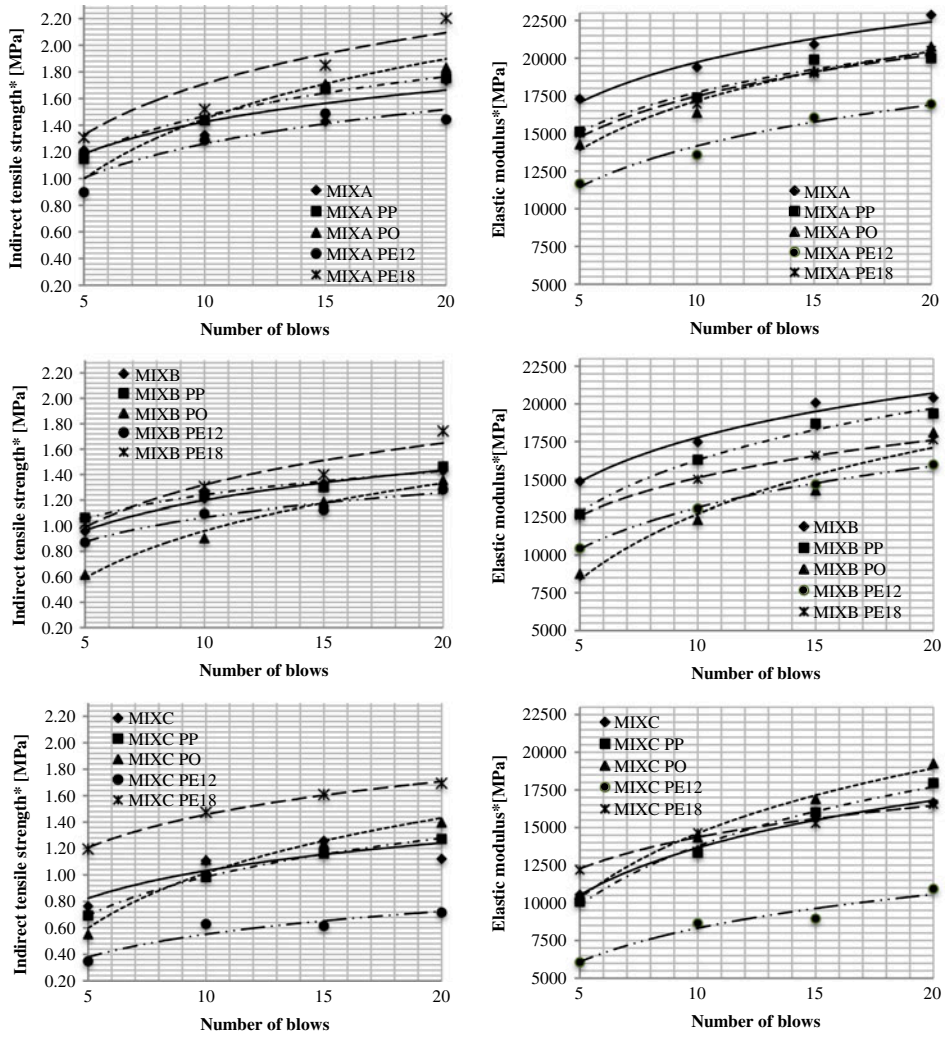 Indirect tensile strength* [MPa]
2.20
2.00
1.80
1.60
1.40
1.20
1.00
0.80
0.60
0.40
0.20
5
10
15
20
Number of blows
MIXA
MIXA PP
MIXA PO
MIXA PE12
MIXA PE18
Elastic modulus*[MPa]
22500
20000
17500
15000
12500
10000
7500
5000
5
10
15
20
Number of blows
MIXA
MIXA PP
MIXA PO
MIXA PE12
MIXA PE18
Indirect tensile strength* [MPa]
2.20
2.00
1.80
1.60
1.40
1.20
1.00
0.80
0.60
0.40
0.20
5
10
15
20
Number of blows
MIXB
MIXB PP
MIXB PO
MIXB PE12
MIXB PE18
Elastic modulus*[MPa]
22500
20000
17500
15000
12500
10000
7500
5000
5
10
15
20
Number of blows
MIXB
MIXB PP
MIXB PO
MIXB PE12
MIXB PE18
Indirect tensile strength* [MPa]
2.20
2.00
1.80
1.60
1.40
1.20
1.00
0.80
0.60
0.40
0.20
5
10
15
20
Number of blows
MIXC
MIXC PP
MIXC PO
MIXC PE12
MIXC PE18
Elastic modulus*[MPa]
22500
20000
17500
15000
12500
10000
7500
5000
5
10
15
20
Number of blows
MIXC
MIXC PP
MIXC PO
MIXC PE12
MIXC PE18